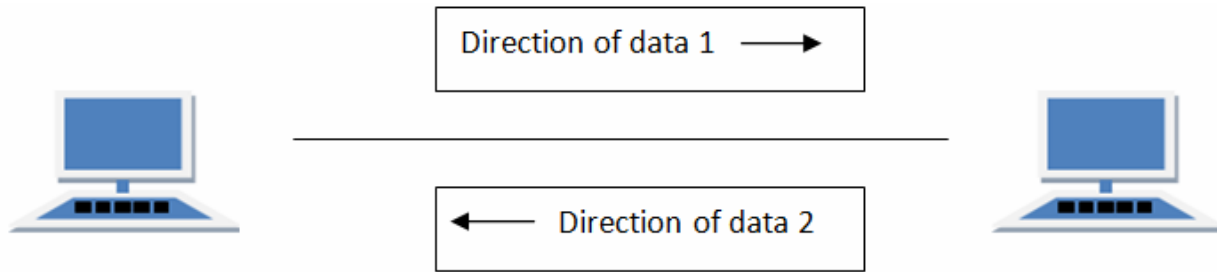 Direction of data 1
Direction of data 2